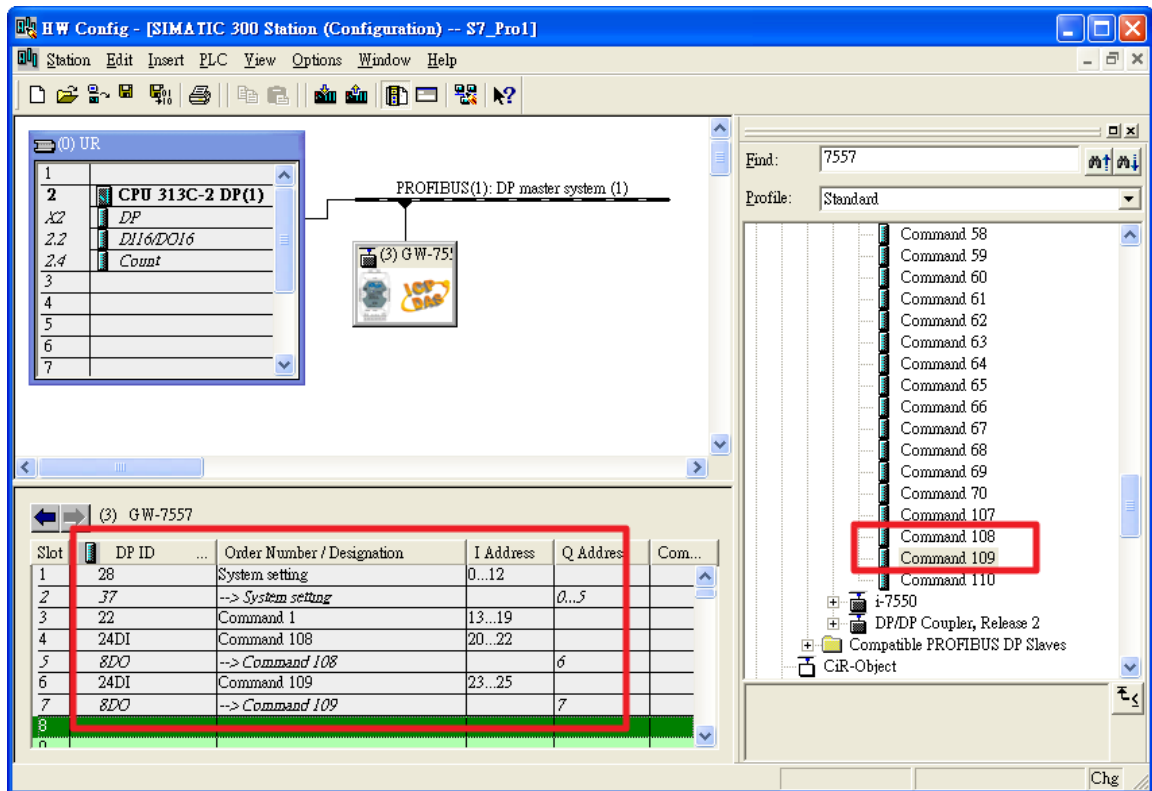 HW Config - [SIMATIC 300 Station (Configuration) -- S7_Pro1]
Station Edit Insert PLC View Options Window Help
(0) UR
1
2 CPU 313C-2 DP(1)
X2 DP
2.2 DI16/DO16
2.4 Count
3
4
5
6
7
PROFIBUS(1): DP master system (1)
(3) GW-755
ICP DAS
Find: 7557
Profile: Standard
Command 58
Command 59
Command 60
Command 61
Command 62
Command 63
Command 64
Command 65
Command 66
Command 67
Command 68
Command 69
Command 70
Command 107
Command 108
Command 109
Command 110
i-7550
DP/DP Coupler, Release 2
Compatible PROFIBUS DP Slaves
CiR-Object
(3) GW-7557
Slot DP ID ... Order Number / Designation I Address Q Addres Com...
1 28 System setting 0...12
2 37 --> System setting 0...5
3 22 Command 1 13...19
4 24DI Command 108 20...22
5 8DO --> Command 108 6
6 24DI Command 109 23...25
7 8DO --> Command 109 7
8
Chg